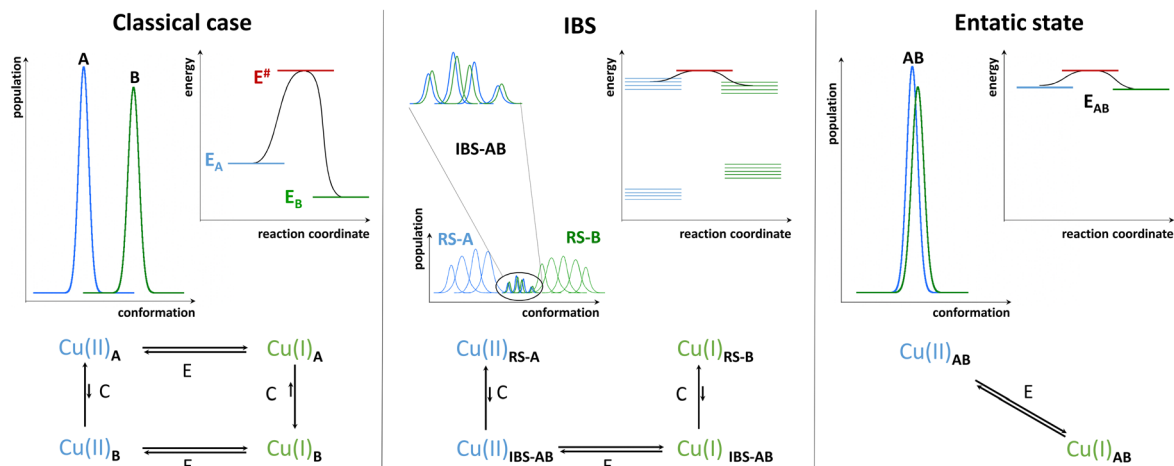 Classical case
A
B
population
conformation
energy
E#
EA
EB
reaction coordinate
Cu(II)A
Cu(I)A
E
C
C
Cu(II)B
Cu(I)B
E
IBS
IBS-AB
population
RS-A
RS-B
conformation
energy
reaction coordinate
Cu(II)RS-A
Cu(I)RS-B
C
C
Cu(II)IBS-AB
Cu(I) IBS-AB
E
Entatic state
AB
population
conformation
energy
EAB
reaction coordinate
Cu(II)AB
E
Cu(I)AB